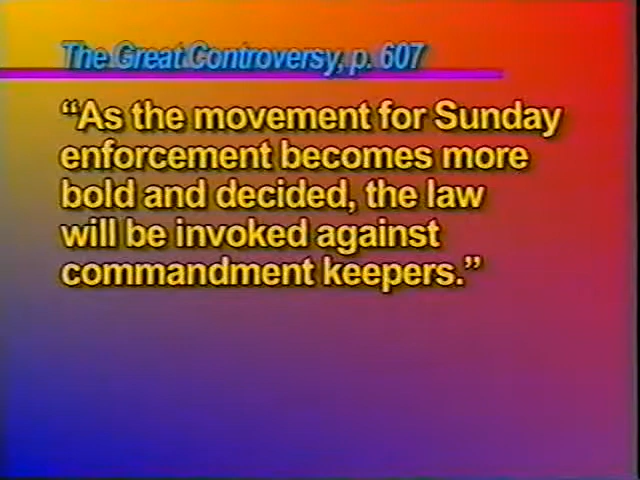 The Great Controversy, p. 607
“As the movement for Sunday
enforcement becomes more
bold and decided, the law
will be invoked against
commandment keepers.”